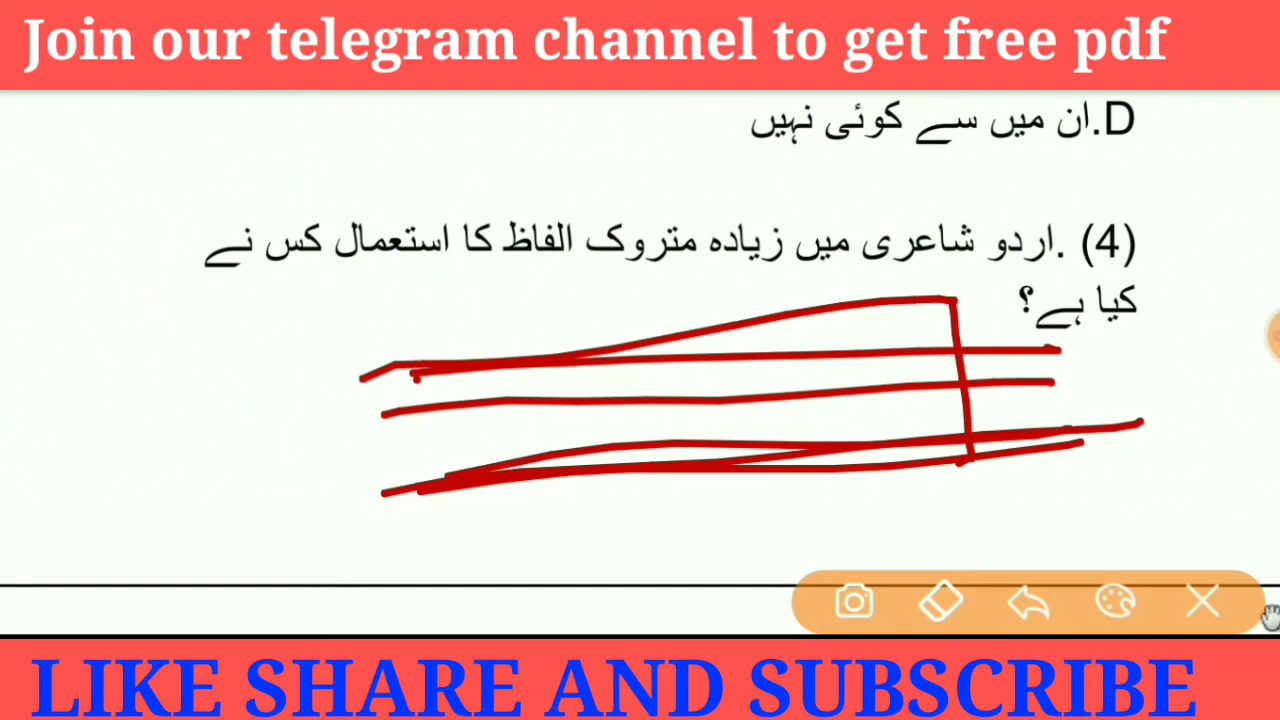 Join our telegram channel to get free pdf
D.ان میں سے کوئی نہیں
(4) .اردو شاعری میں زیادہ متروک الفاظ کا استعمال کس نے
کیا ہے؟
LIKE SHARE AND SUBSCRIBE